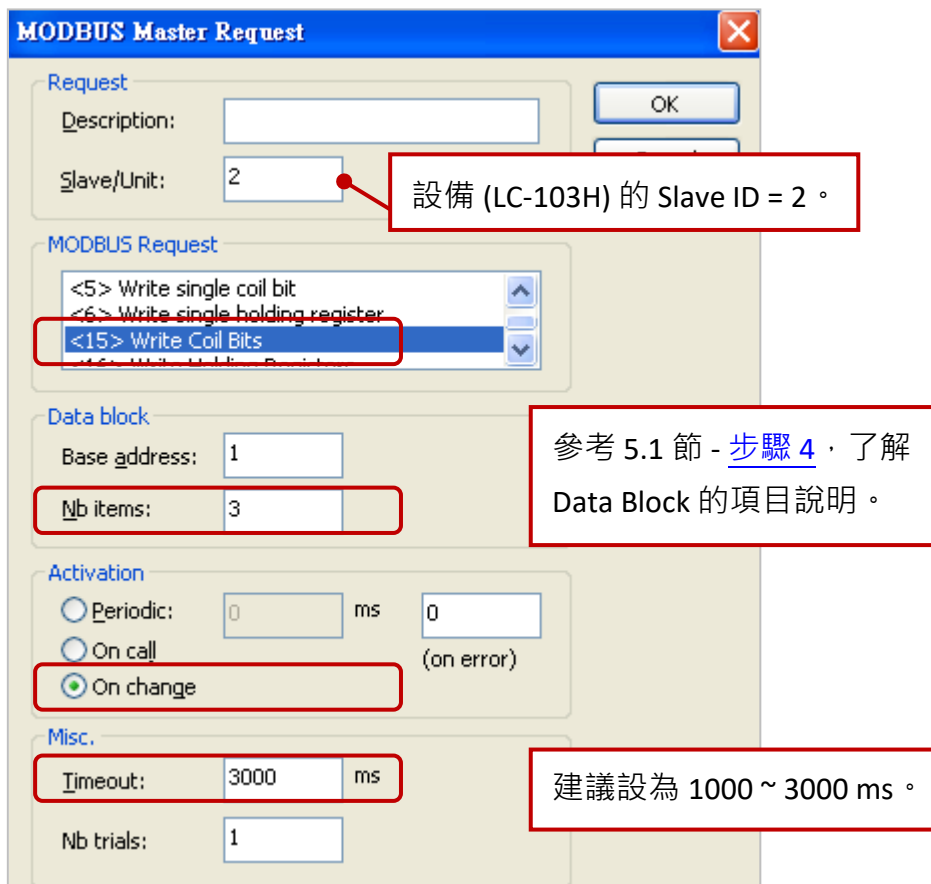 MODBUS Master Request
Request
Description:
OK
Slave/Unit:
2
設備 (LC-103H) 的 Slave ID = 2。
MODBUS Request
<5> Write single coil bit
<6> Write single holding register
<15> Write Coil Bits
<16> Write Holding Registers
Data block
Base address:
1
Nb items:
3
參考 5.1 節 - 步驟 4,了解
Data Block 的項目說明。
Activation
Periodic:
0
ms
0
On call
(on error)
On change
Misc.
Timeout:
3000
ms
建議設為 1000 ~ 3000 ms。
Nb trials:
1